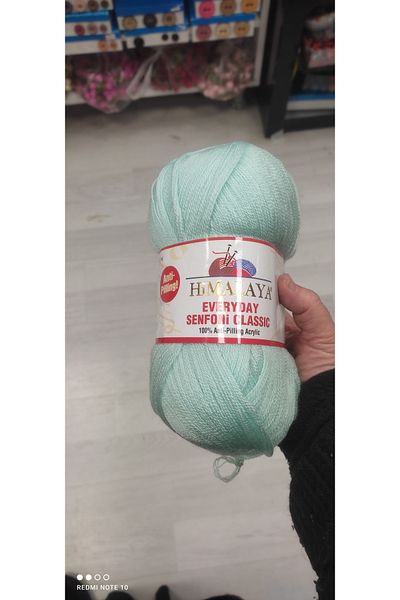 Anti-
Pilling!
HiMALAYA
EVERYDAY
SENFONi CLASSIC
100% Anti-Pilling Acrylic
REDMI NOTE 10